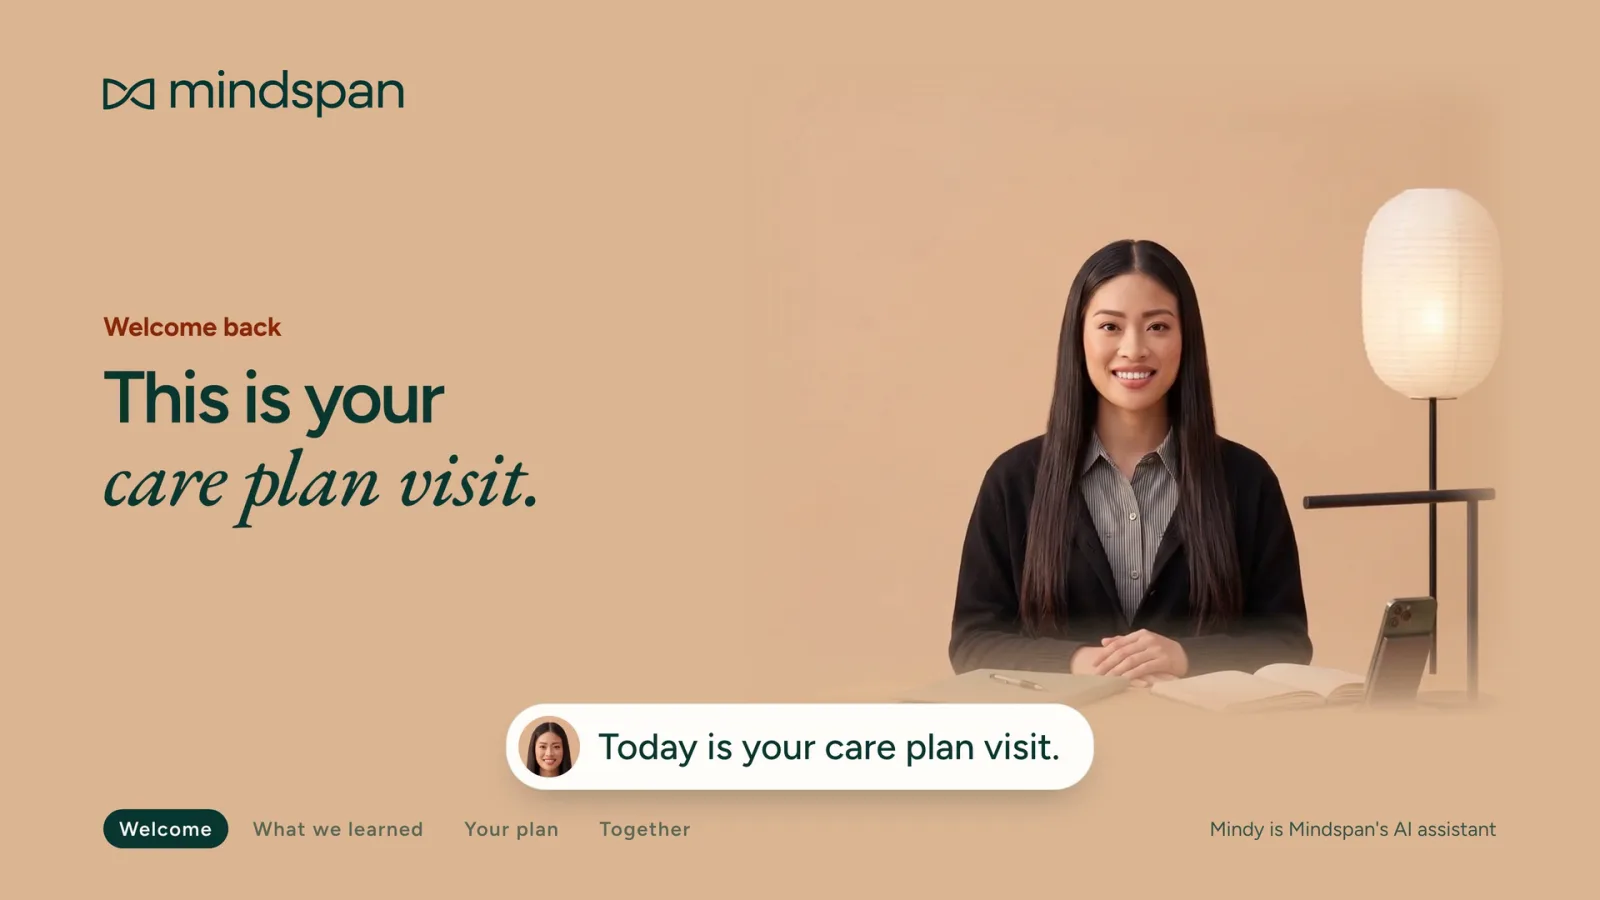 mindspan
Welcome back
This is your
care plan visit.
Today is your care plan visit.
Welcome
What we learned
Your plan
Together
Mindy is Mindspan's AI assistant